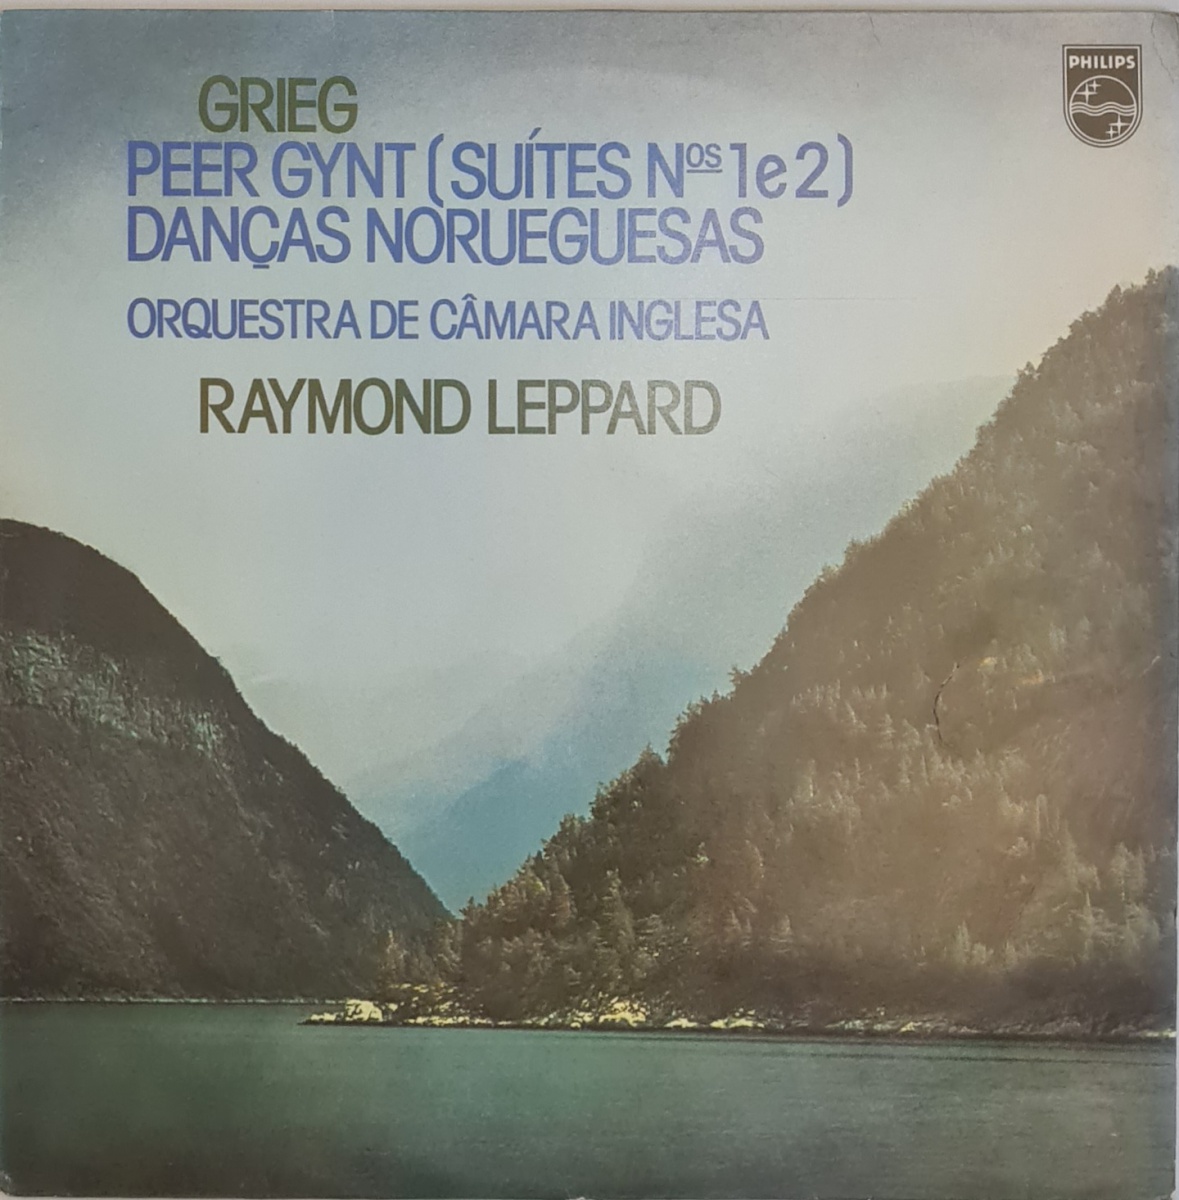 PHILIPS
GRIEG
PEER GYNT (SUÍTES Nos 1 e 2)
DANÇAS NORUEGUESAS
ORQUESTRA DE CÂMARA INGLESA
RAYMOND LEPPARD